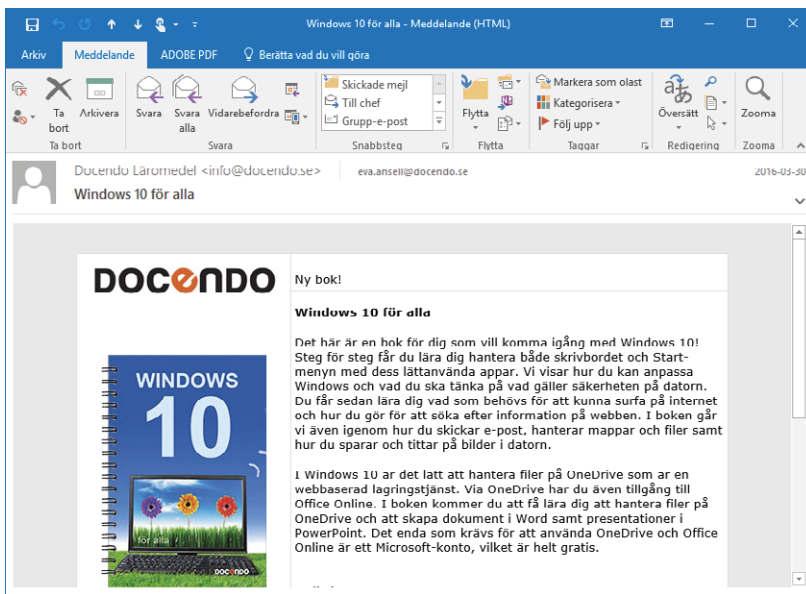 Windows 10 för alla - Meddelande (HTML)
Arkiv Meddelande ADOBE PDF Berätta vad du vill göra
Ta bort
Arkivera
Svara
Svara alla
Vidarebefordra
Skickade mejl
Till chef
Grupp-e-post
Flytta
Markera som oläst
Kategorisera
Följ upp
Översätt
Zooma
Ta bort Svara Snabbsteg Flytta Taggar Redigering Zooma
Docendo Läromedel <info@docendo.se> eva.ansell@docendo.se 2016-03-30
Windows 10 för alla
DOCENDO
Ny bok!
WINDOWS
10
för alla
DOCENDO
Windows 10 för alla
Det här är en bok för dig som vill komma igång med Windows 10!
Steg för steg får du lära dig hantera både skrivbordet och Start-
menyn med dess lättanvända appar. Vi visar hur du kan anpassa
Windows och vad du ska tänka på vad gäller säkerheten på datorn.
Du får sedan lära dig vad som behövs för att kunna surfa på internet
och hur du gör för att söka efter information på webben. I boken går
vi även igenom hur du skickar e-post, hanterar mappar och filer samt
hur du sparar och tittar på bilder i datorn.
I Windows 10 är det lätt att hantera filer på OneDrive som är en
webbaserad lagringstjänst. Via OneDrive har du även tillgång till
Office Online. I boken kommer du att få lära dig att hantera filer på
OneDrive och att skapa dokument i Word samt presentationer i
PowerPoint. Det enda som krävs för att använda OneDrive och Office
Online är ett Microsoft-konto, vilket är helt gratis.